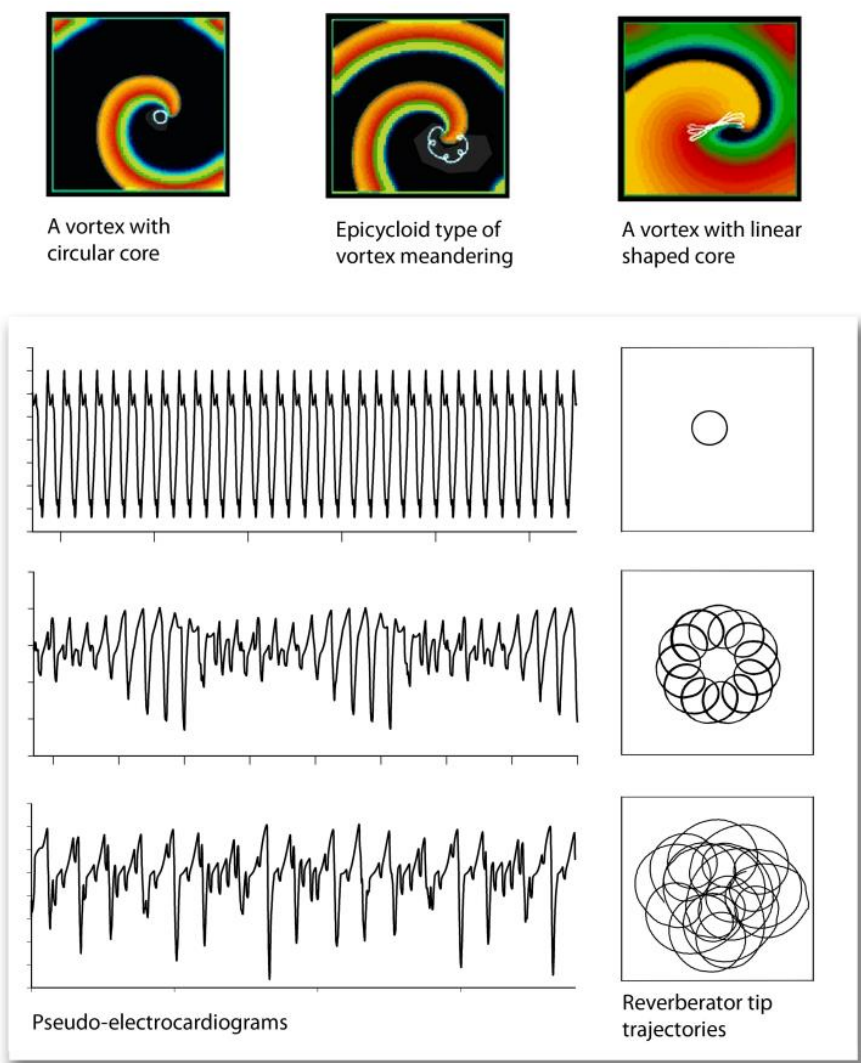 A vortex with
circular core
Epicycloid type of
vortex meandering
A vortex with linear
shaped core
Pseudo-electrocardiograms
Reverberator tip
trajectories